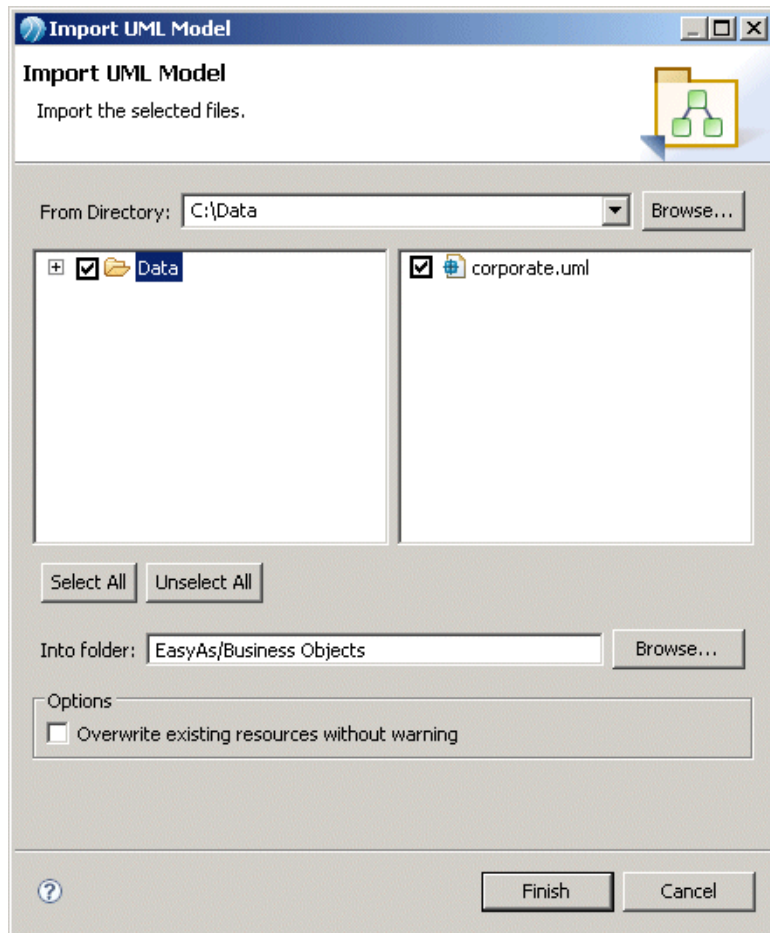 Import UML Model
Import UML Model
Import the selected files.
From Directory: C:\Data Browse...
Data corporate.uml
Select All Unselect All
Into folder: EasyAs/Business Objects Browse...
Options
Overwrite existing resources without warning
? Finish Cancel